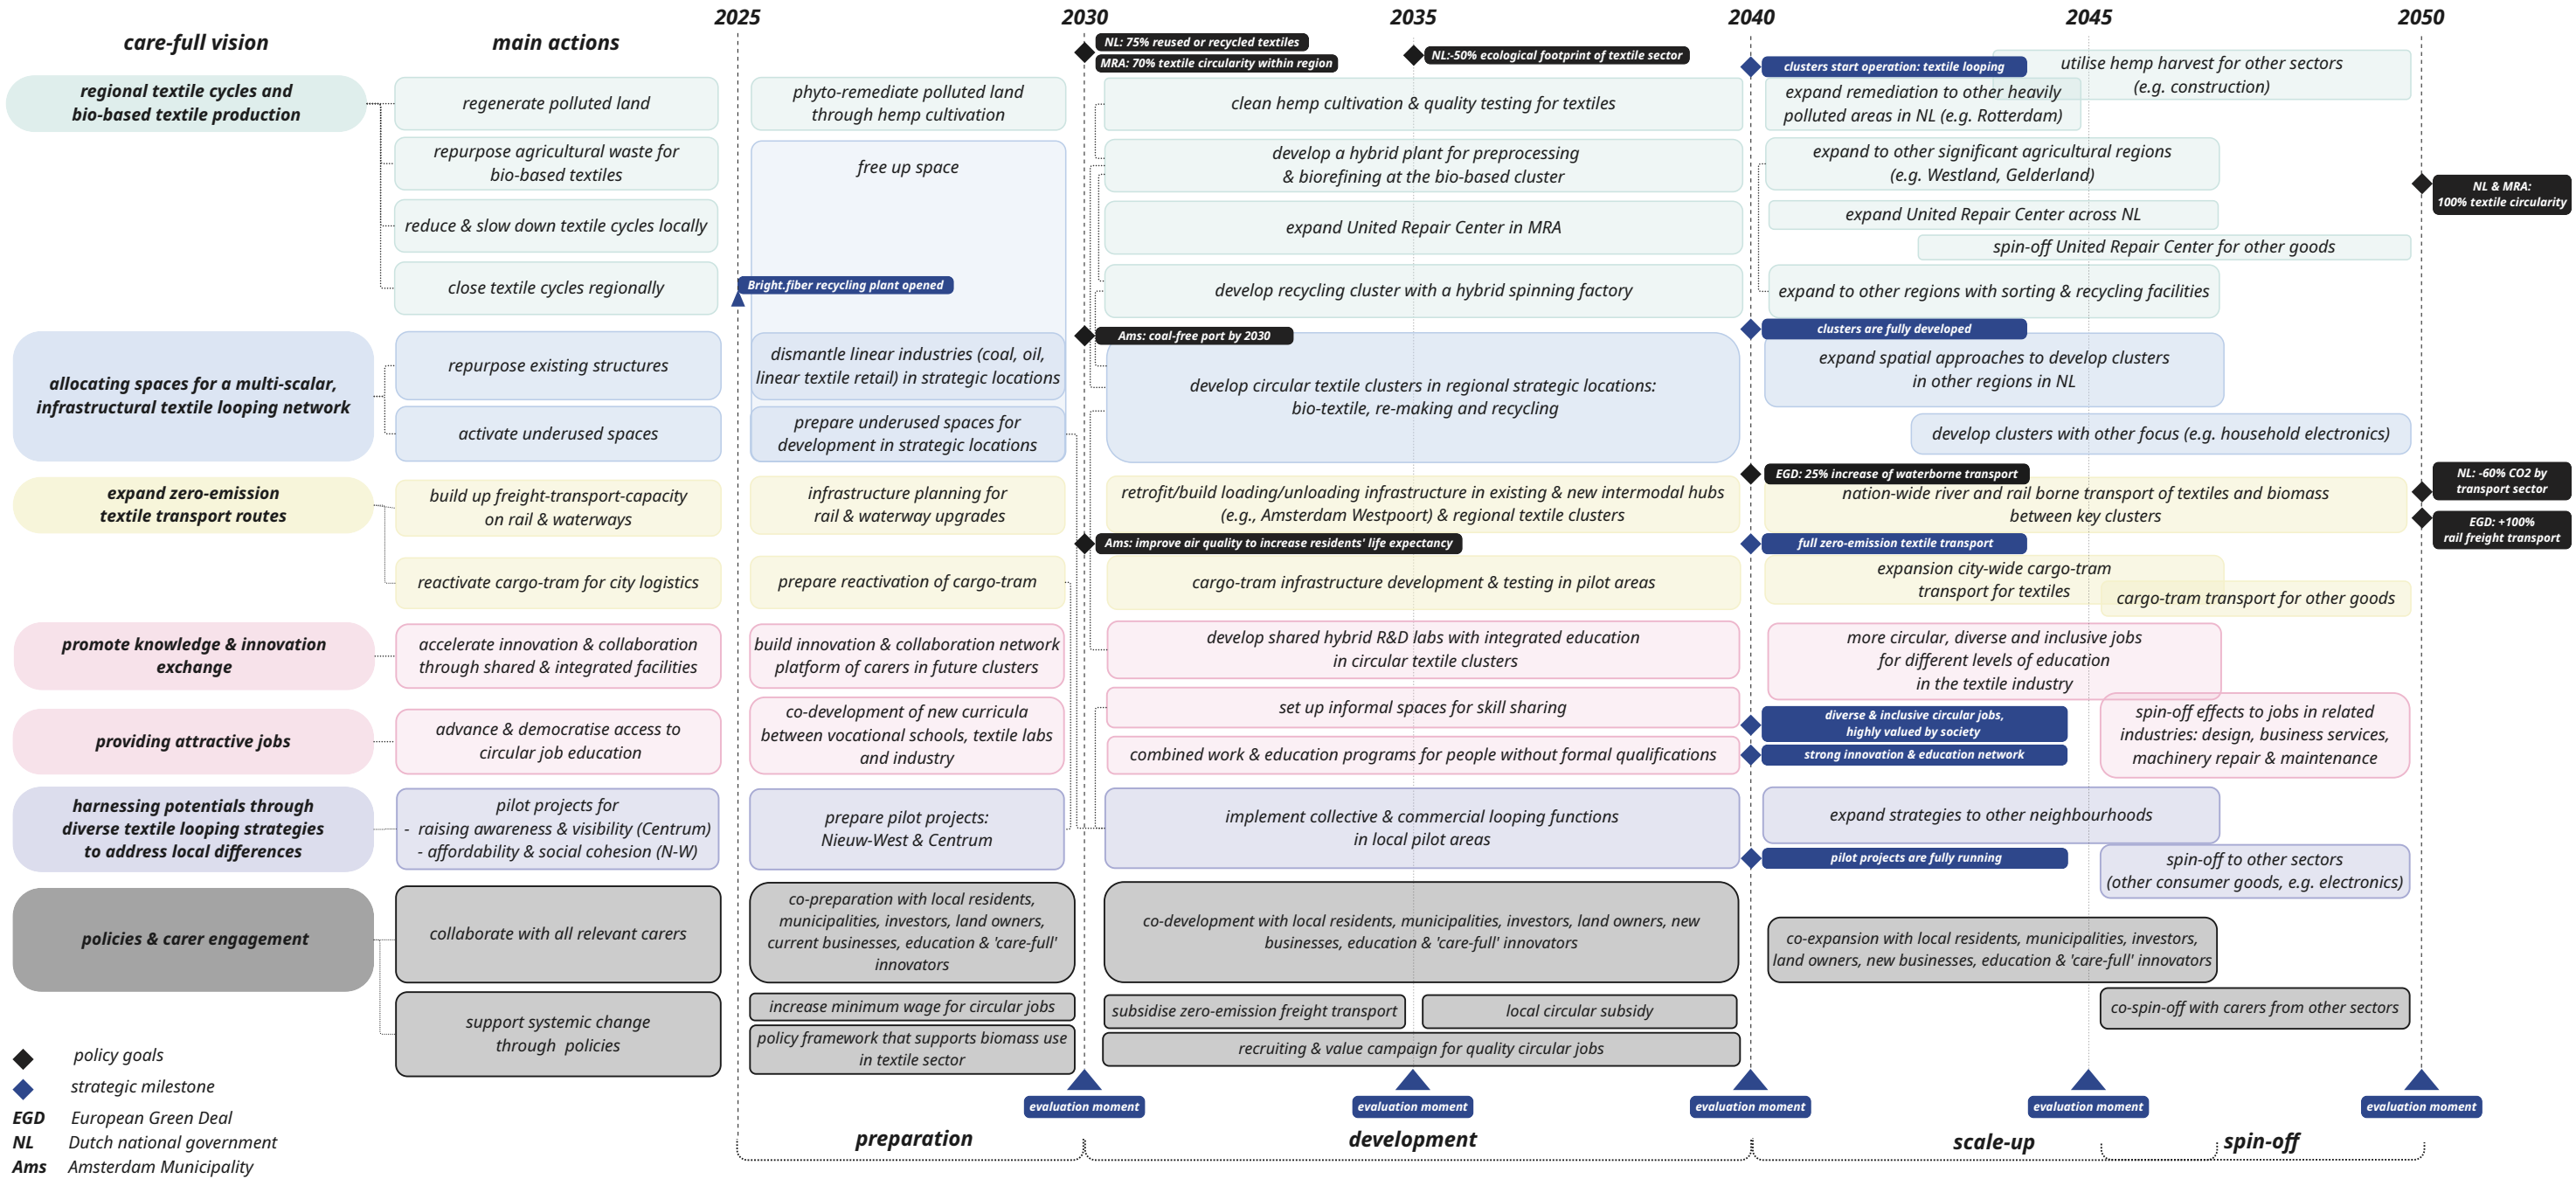 2025
2030
2035
2040
2045
2050
care-full vision
main actions
NL: 75% reused or recycled textiles
MRA: 70% textile circularity within region
NL:-50% ecological footprint of textile sector
clusters start operation: textile looping
utilise hemp harvest for other sectors
(e.g. construction)
regional textile cycles and
bio-based textile production
regenerate polluted land
phyto-remediate polluted land
through hemp cultivation
clean hemp cultivation & quality testing for textiles
expand remediation to other heavily
polluted areas in NL (e.g. Rotterdam)
repurpose agricultural waste for
bio-based textiles
free up space
develop a hybrid plant for preprocessing
& biorefining at the bio-based cluster
expand to other significant agricultural regions
(e.g. Westland, Gelderland)
NL & MRA:
100% textile circularity
reduce & slow down textile cycles locally
expand United Repair Center in MRA
expand United Repair Center across NL
spin-off United Repair Center for other goods
close textile cycles regionally
Bright.fiber recycling plant opened
develop recycling cluster with a hybrid spinning factory
expand to other regions with sorting & recycling facilities
Ams: coal-free port by 2030
clusters are fully developed
allocating spaces for a multi-scalar,
infrastructural textile looping network
repurpose existing structures
dismantle linear industries (coal, oil,
linear textile retail) in strategic locations
develop circular textile clusters in regional strategic locations:
bio-textile, re-making and recycling
expand spatial approaches to develop clusters
in other regions in NL
activate underused spaces
prepare underused spaces for
development in strategic locations
develop clusters with other focus (e.g. household electronics)
EGD: 25% increase of waterborne transport
NL: -60% CO2 by
transport sector
expand zero-emission
textile transport routes
build up freight-transport-capacity
on rail & waterways
infrastructure planning for
rail & waterway upgrades
retrofit/build loading/unloading infrastructure in existing & new intermodal hubs
(e.g., Amsterdam Westpoort) & regional textile clusters
nation-wide river and rail borne transport of textiles and biomass
between key clusters
EGD: +100%
rail freight transport
Ams: improve air quality to increase residents' life expectancy
full zero-emission textile transport
reactivate cargo-tram for city logistics
prepare reactivation of cargo-tram
cargo-tram infrastructure development & testing in pilot areas
expansion city-wide cargo-tram
transport for textiles
cargo-tram transport for other goods
promote knowledge & innovation
exchange
accelerate innovation & collaboration
through shared & integrated facilities
build innovation & collaboration network
platform of carers in future clusters
develop shared hybrid R&D labs with integrated education
in circular textile clusters
more circular, diverse and inclusive jobs
for different levels of education
in the textile industry
providing attractive jobs
advance & democratise access to
circular job education
co-development of new curricula
between vocational schools, textile labs
and industry
set up informal spaces for skill sharing
combined work & education programs for people without formal qualifications
diverse & inclusive circular jobs,
highly valued by society
strong innovation & education network
spin-off effects to jobs in related
industries: design, business services,
machinery repair & maintenance
harnessing potentials through
diverse textile looping strategies
to address local differences
pilot projects for
- raising awareness & visibility (Centrum)
- affordability & social cohesion (N-W)
prepare pilot projects:
Nieuw-West & Centrum
implement collective & commercial looping functions
in local pilot areas
expand strategies to other neighbourhoods
pilot projects are fully running
spin-off to other sectors
(other consumer goods, e.g. electronics)
policies & carer engagement
collaborate with all relevant carers
co-preparation with local residents,
municipalities, investors, land owners,
current businesses, education & 'care-full'
innovators
co-development with local residents, municipalities, investors, land owners, new
businesses, education & 'care-full' innovators
co-expansion with local residents, municipalities, investors,
land owners, new businesses, education & 'care-full' innovators
support systemic change
through policies
increase minimum wage for circular jobs
policy framework that supports biomass use
in textile sector
subsidise zero-emission freight transport
local circular subsidy
recruiting & value campaign for quality circular jobs
co-spin-off with carers from other sectors
policy goals
strategic milestone
EGD European Green Deal
NL Dutch national government
Ams Amsterdam Municipality
evaluation moment
evaluation moment
evaluation moment
evaluation moment
evaluation moment
preparation
development
scale-up
spin-off